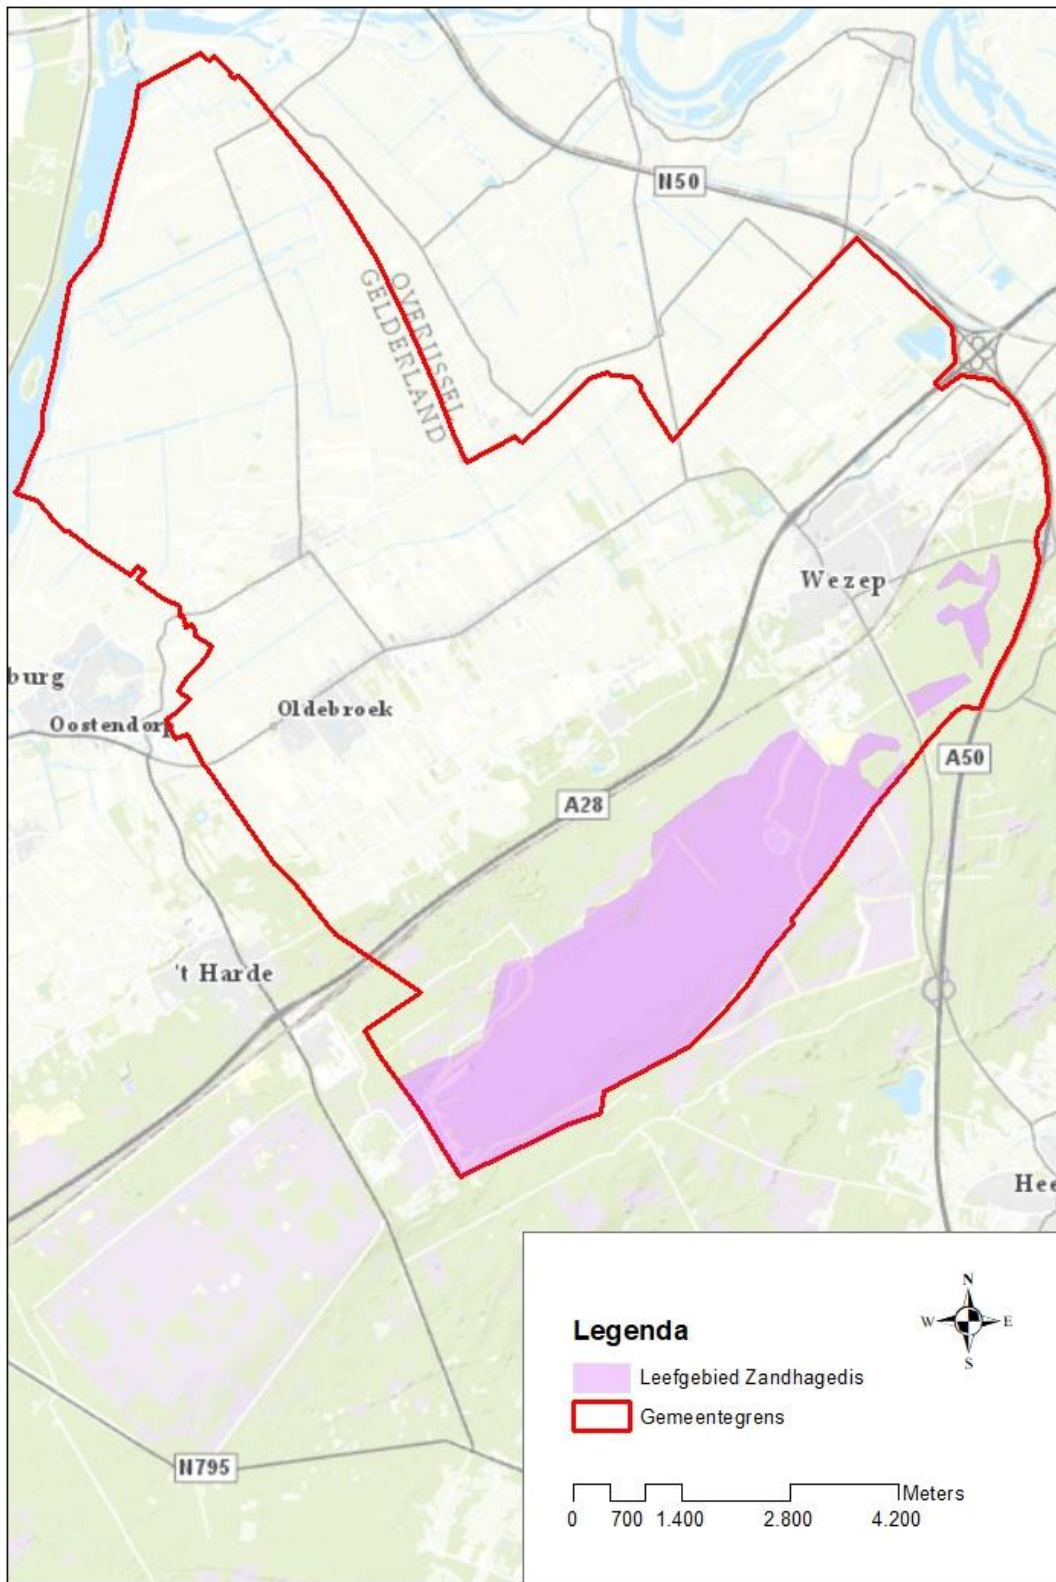 N50
OVERIJSSEL
GELDERLAND
Wezep
burg
Oostendorp
Oldebroek
A50
A28
't Harde
Hee
N795
Legenda
N
W E
S
Leefgebied Zandhagedis
Gemeentegrens
Meters
0 700 1.400 2.800 4.200